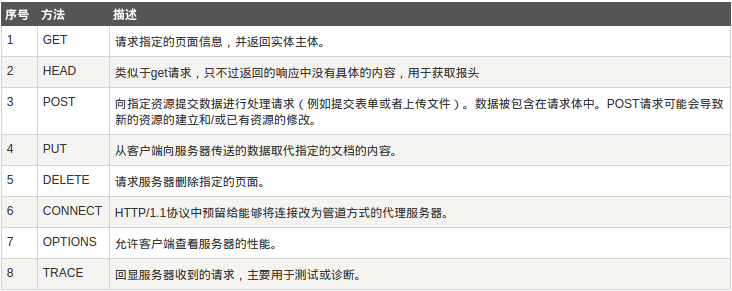 序号 方法 描述
1 GET 请求指定的页面信息，并返回实体主体。
2 HEAD 类似于get请求，只不过返回的响应中没有具体的内容，用于获取报头
3 POST 向指定资源提交数据进行处理请求（例如提交表单或者上传文件）。数据被包含在请求体中。POST请求可能会导致
新的资源的建立和/或已有资源的修改。
4 PUT 从客户端向服务器传送的数据取代指定的文档的内容。
5 DELETE 请求服务器删除指定的页面。
6 CONNECT HTTP/1.1协议中预留给能够将连接改为管道方式的代理服务器。
7 OPTIONS 允许客户端查看服务器的性能。
8 TRACE 回显服务器收到的请求，主要用于测试或诊断。